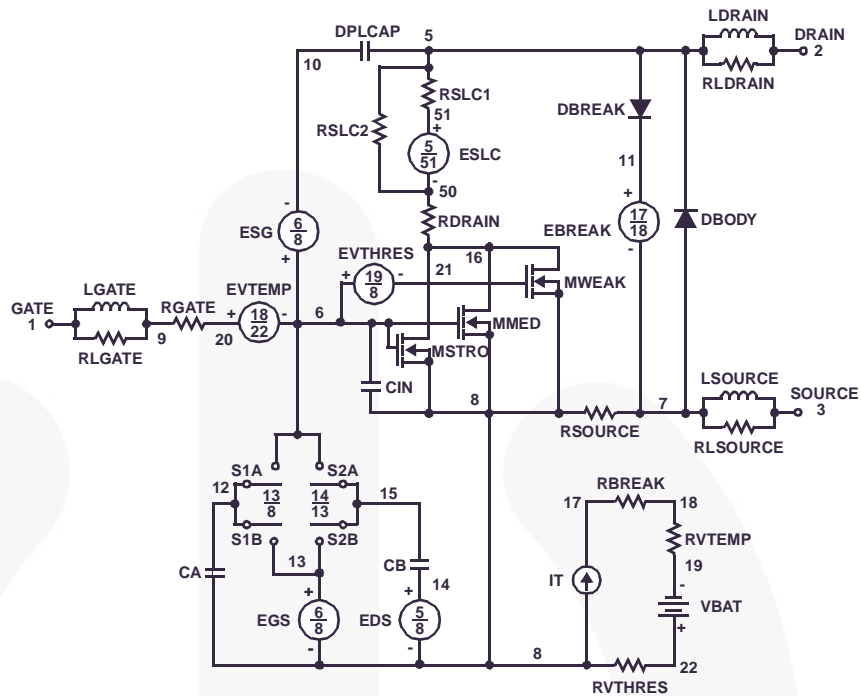 LDRAIN
DPLCAP 5 DRAIN
10 2
RLDRAIN
RSLC1
51
DBREAK
RSLC2
+
5
51
ESLC
-
50
11
-
RDRAIN
+
ESG
6
8
EBREAK
17
18
DBODY
+
EVTHRES
16
-
+ 19
8 - 21
MWEAK
LGATE
GATE RGATE EVTEMP
1 + 18
22 - 6
MMED
9 20
RLGATE
MSTRO
CIN
LSOURCE
8 7 SOURCE
3
RSOURCE
RLSOURCE
S1A S2A
12 13
8 14
13 15
RBREAK
17 18
S1B S2B
13
RVTEMP
CA CB 19
14 IT -
+ + VBAT
EGS 6
8 EDS 5
8
+
- - 8 22
RVTHRES